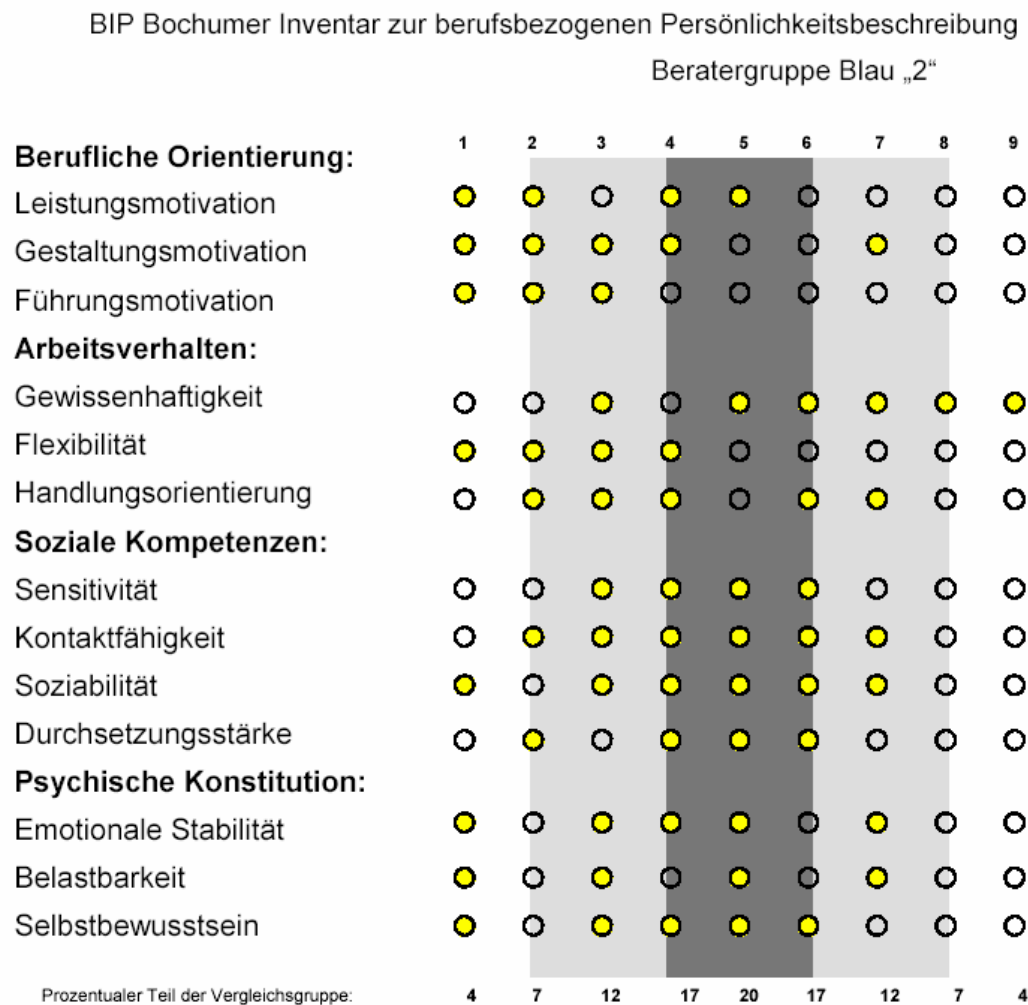 BIP Bochumer Inventar zur berufsbezogenen Persönlichkeitsbeschreibung
Beratergruppe Blau „2“
1 2 3 4 5 6 7 8 9
Berufliche Orientierung:
Leistungsmotivation
Gestaltungsmotivation
Führungsmotivation
Arbeitsverhalten:
Gewissenhaftigkeit
Flexibilität
Handlungsorientierung
Soziale Kompetenzen:
Sensitivität
Kontaktfähigkeit
Soziabilität
Durchsetzungsstärke
Psychische Konstitution:
Emotionale Stabilität
Belastbarkeit
Selbstbewusstsein
Prozentualer Teil der Vergleichsgruppe: 4 7 12 17 20 17 12 7 4